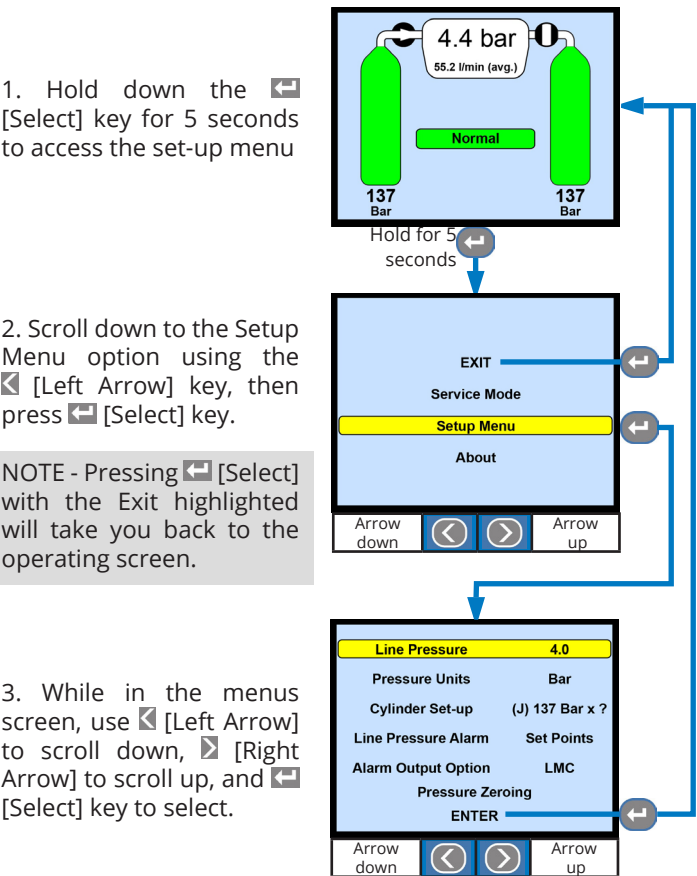 1. Hold down the
[Select] key for 5 seconds
to access the set-up menu
4.4 bar
55.2 l/min (avg.)
Normal
137
Bar
137
Bar
Hold for 5
seconds
2. Scroll down to the Setup
Menu option using the
[Left Arrow] key, then
press [Select] key.
NOTE - Pressing [Select]
with the Exit highlighted
will take you back to the
operating screen.
EXIT
Service Mode
Setup Menu
About
Arrow
down
Arrow
up
3. While in the menus
screen, use [Left Arrow]
to scroll down, [Right
Arrow] to scroll up, and
[Select] key to select.
Line Pressure 4.0
Pressure Units Bar
Cylinder Set-up (J) 137 Bar x ?
Line Pressure Alarm Set Points
Alarm Output Option LMC
Pressure Zeroing
ENTER
Arrow
down
Arrow
up